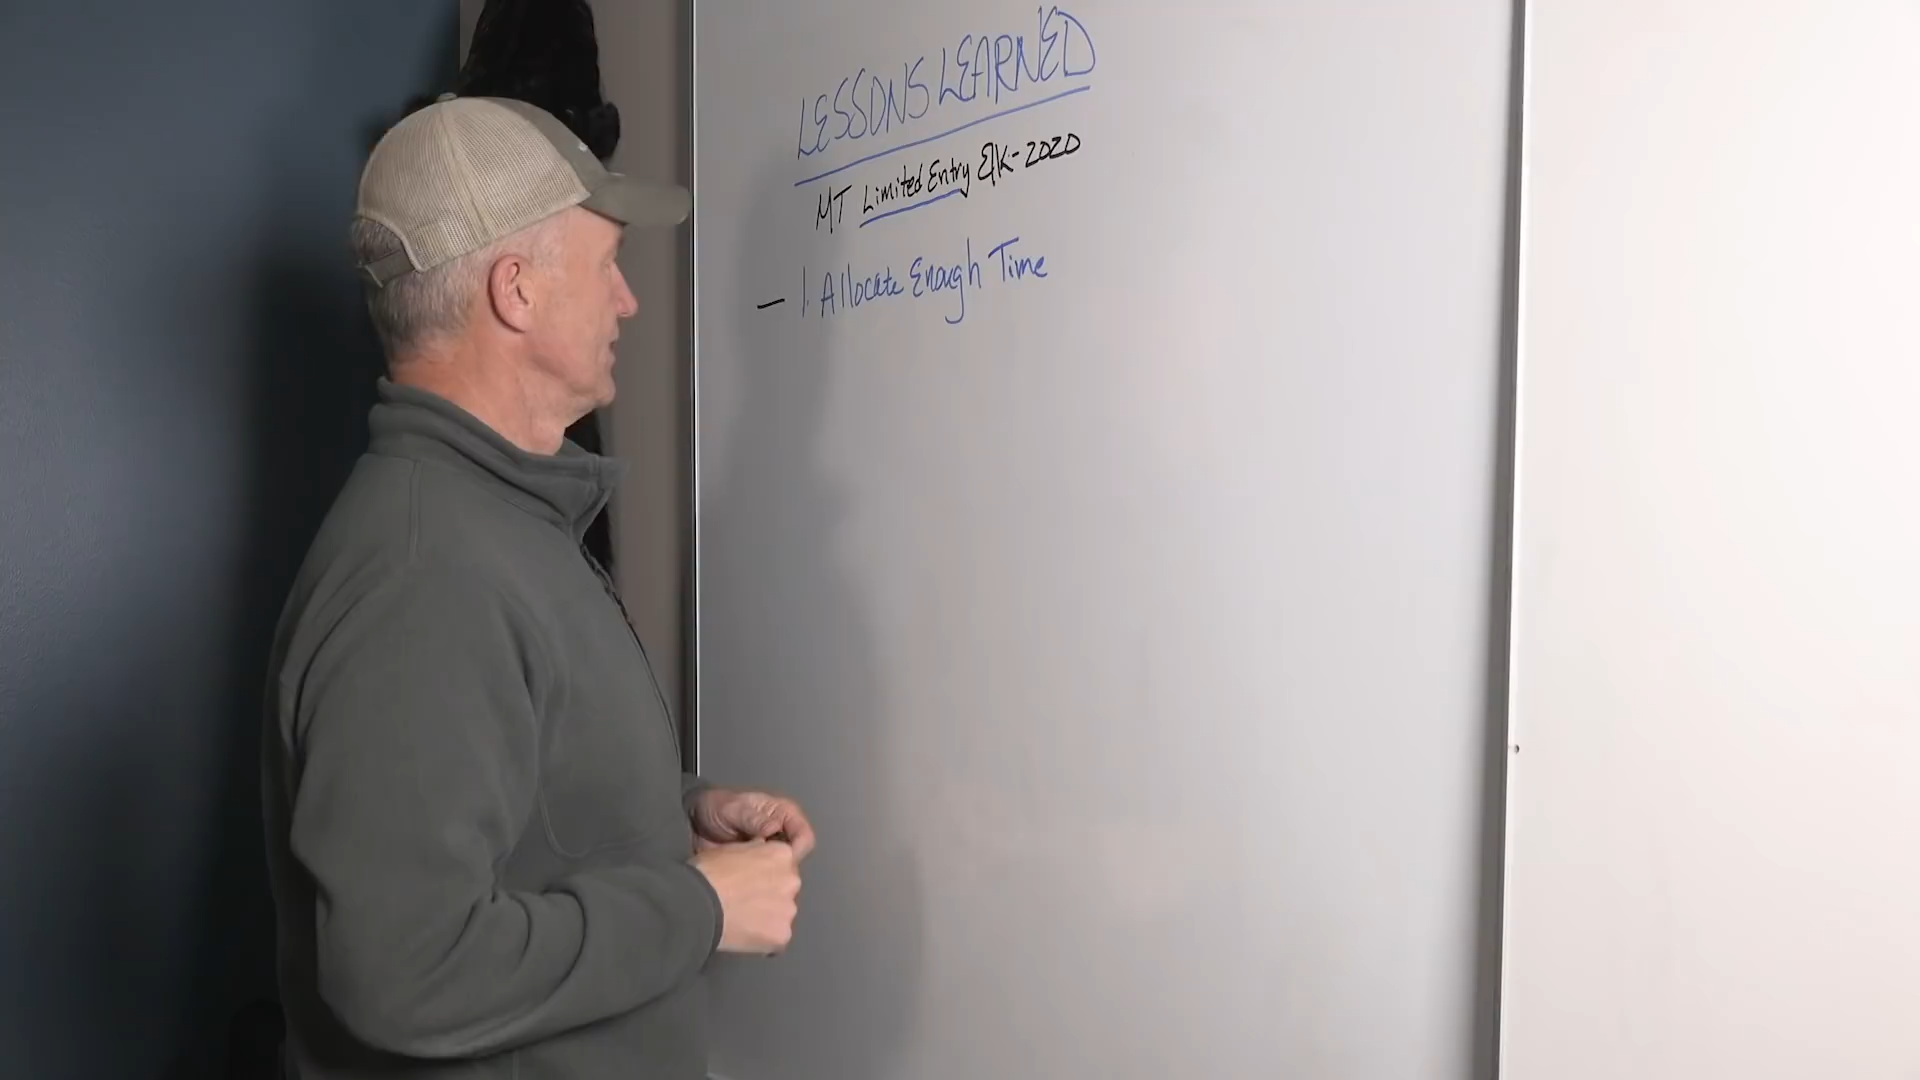 LESSONS LEARNED
MT Limited Entry Elk-2020
– 1. Allocate Enough Time